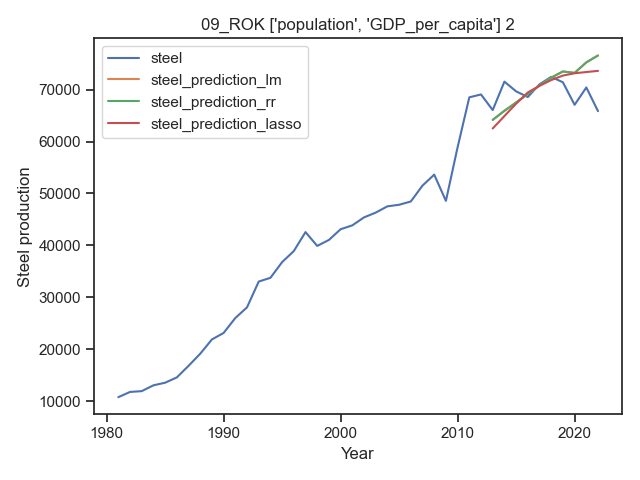 09_ROK ['population', 'GDP_per_capita'] 2
steel
steel_prediction_lm
steel_prediction_rr
steel_prediction_lasso
Steel production
70000
60000
50000
40000
30000
20000
10000
1980 1990 2000 2010 2020
Year